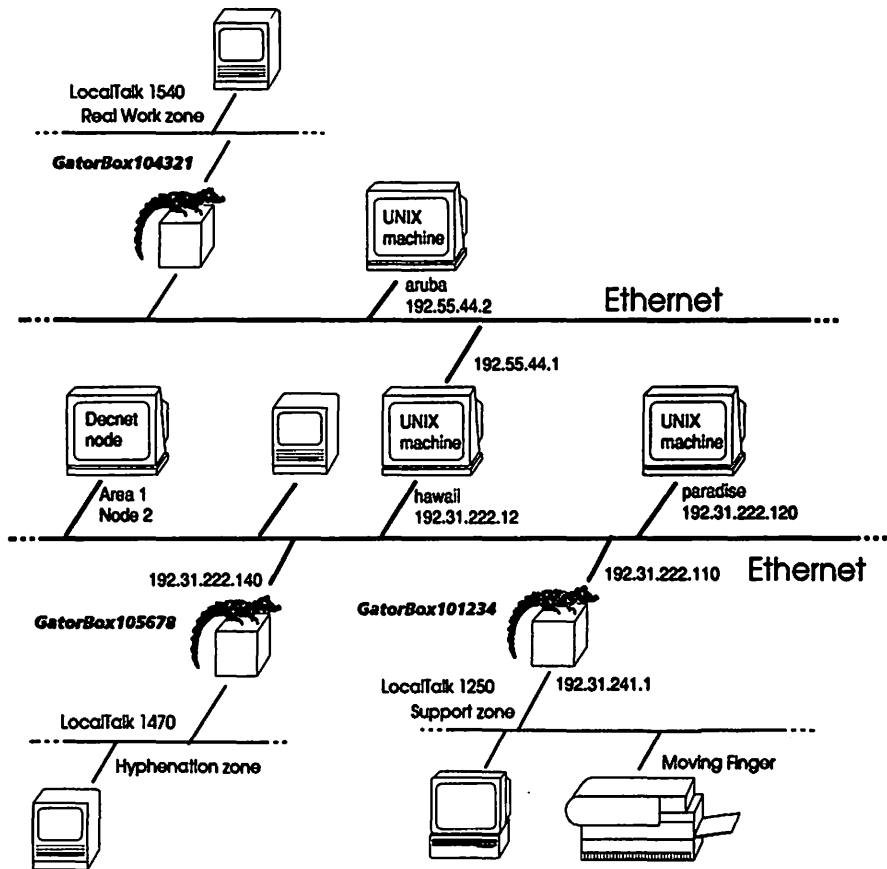 LocalTalk 1540
Real Work zone
GatorBox104321
UNIX
machine
aruba
192.55.44.2
Ethernet
192.55.44.1
Decnet
node
UNIX
machine
UNIX
machine
Area 1
Node 2
hawaii
192.31.222.12
paradise
192.31.222.120
192.31.222.140
192.31.222.110
Ethernet
GatorBox105678
GatorBox101234
LocalTalk 1250
Support zone
192.31.241.1
LocalTalk 1470
Hyphenation zone
Moving Finger